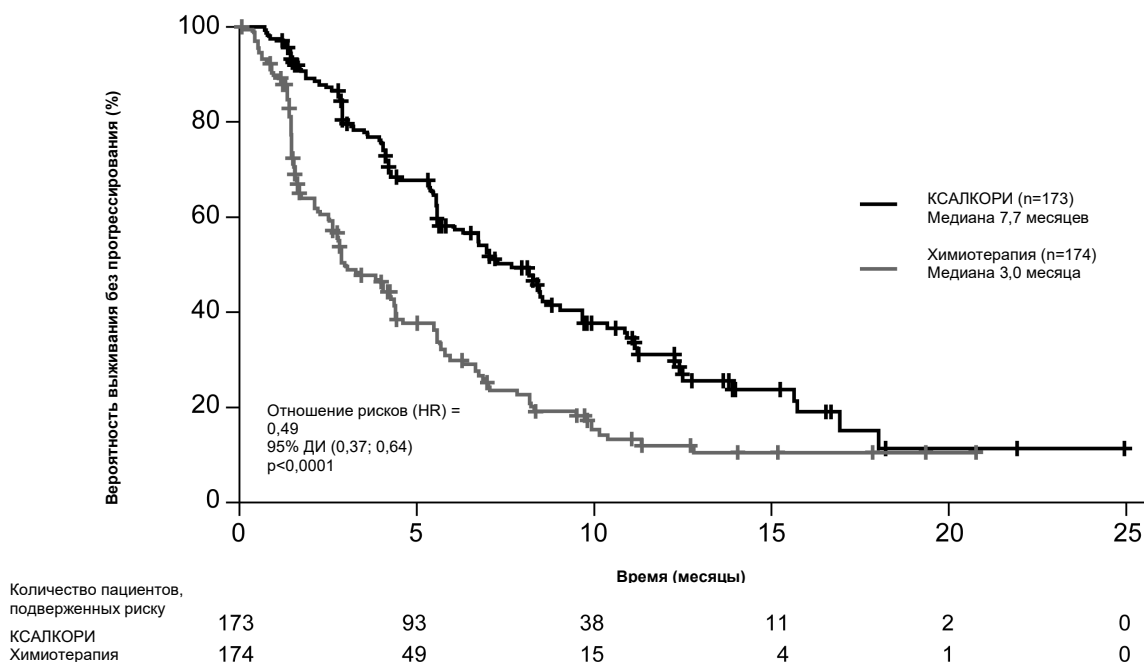 Вероятность выживания без прогрессирования (%)
100
80
60
40
20
0
КСАЛКОРИ (n=173)
Медиана 7,7 месяцев
Химиотерапия (n=174)
Медиана 3,0 месяца
Отношение рисков (HR) =
0,49
95% ДИ (0,37; 0,64)
p<0,0001
0 5 10 15 20 25
Время (месяцы)
Количество пациентов,
подверженных риску
КСАЛКОРИ 173 93 38 11 2 0
Химиотерапия 174 49 15 4 1 0